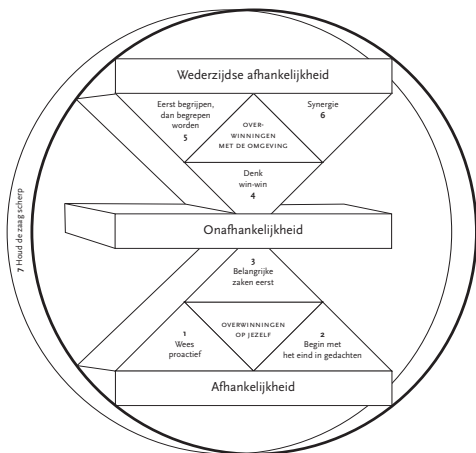 Wederzijdse afhankelijkheid
Eerst begrijpen,
dan begrepen
worden
5
Synergie
6
OVER-
WINNINGEN
MET DE OMGEVING
Denk
win-win
4
7 Houd de zaag scherp
Onafhankelijkheid
3
Belangrijke
zaken eerst
1
Wees
proactief
OVERWINNINGEN
OP JEZELF
2
Begin met
het eind in gedachten
Afhankelijkheid